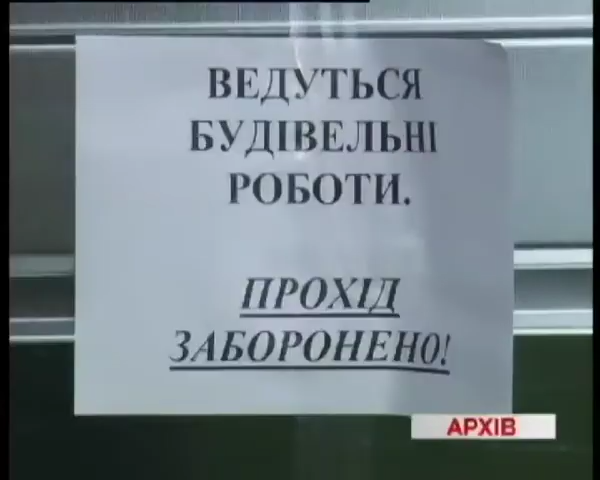 ВЕДУТЬСЯ
БУДІВЕЛЬНІ
РОБОТИ.
ПРОХІД
ЗАБОРОНЕНО!
АРХІВ